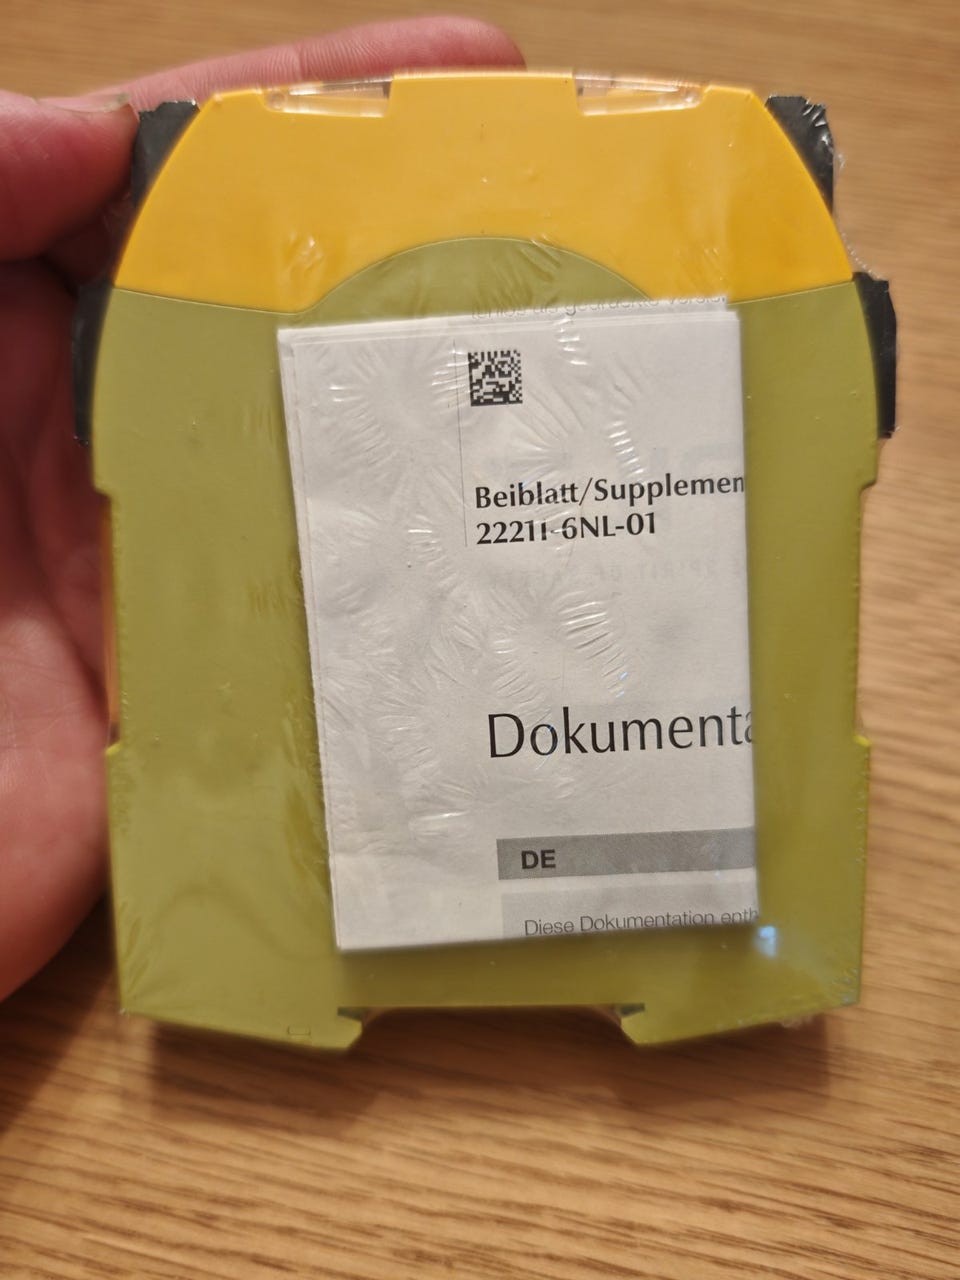 Beiblatt/Supplemen
22211-6NL-01
Dokumenta
DE
Diese Dokumentation enth